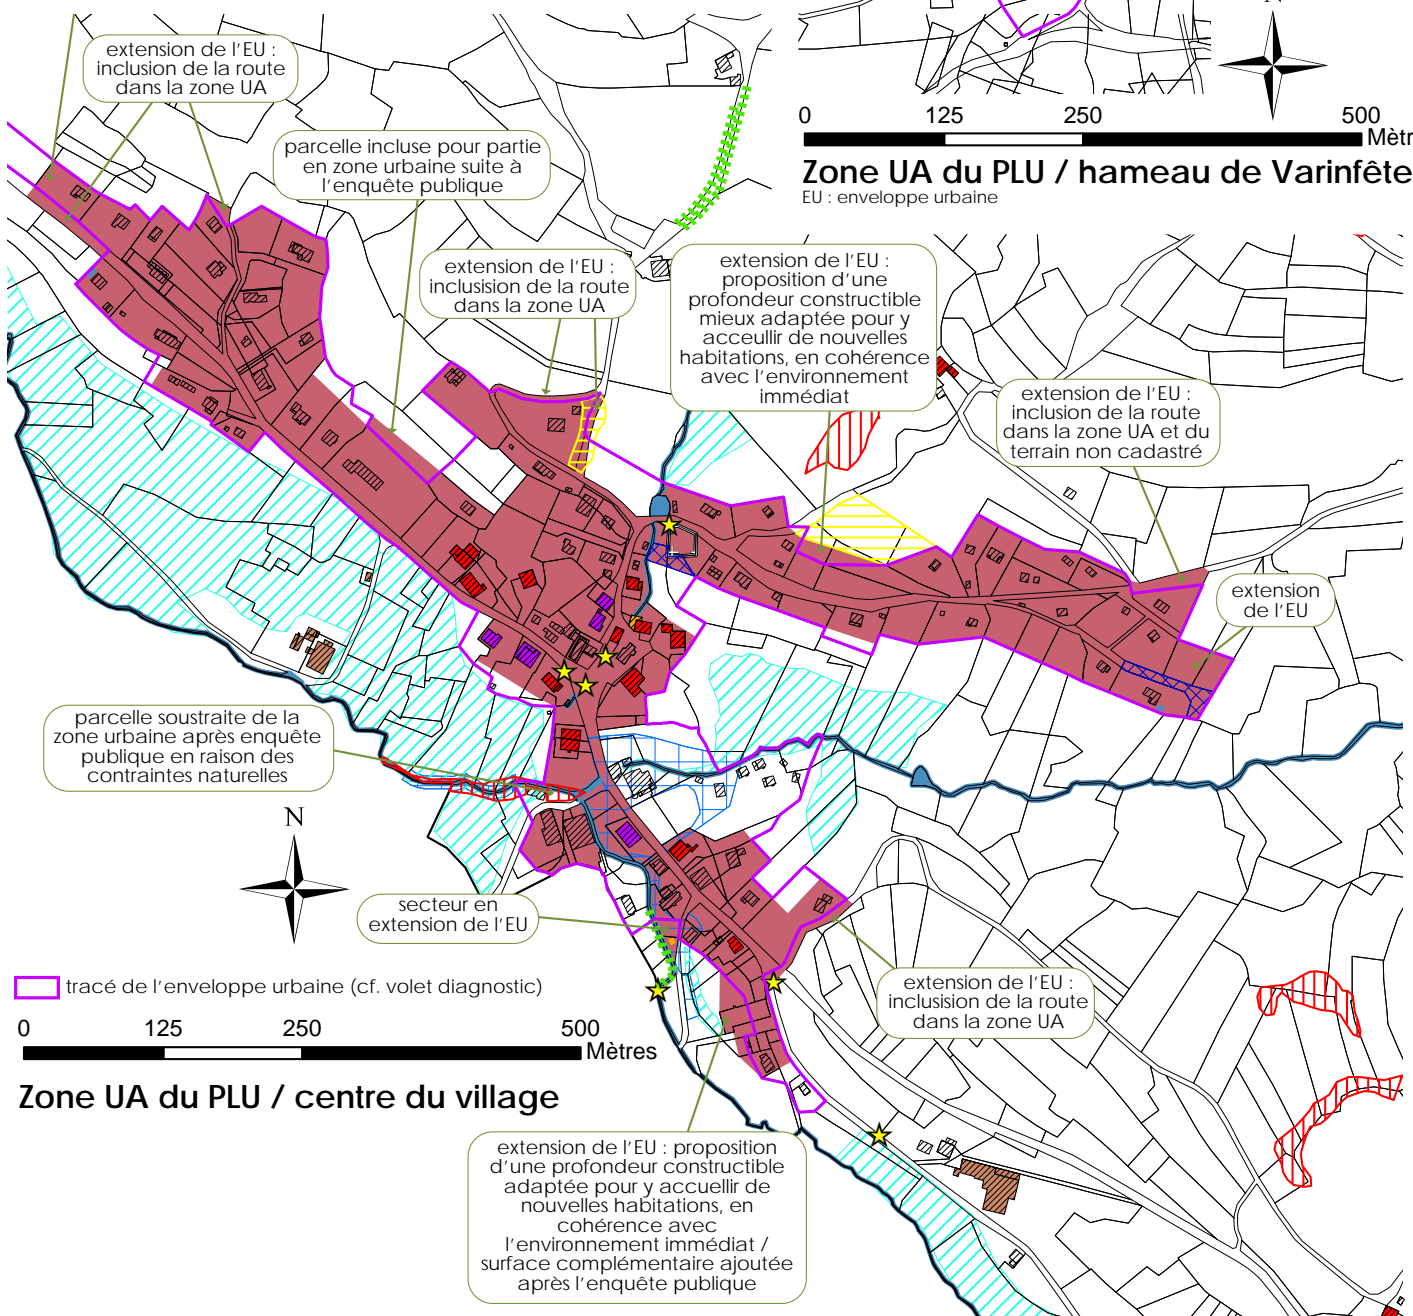 extension de l'EU :
inclusion de la route
dans la zone UA
parcelle incluse pour partie
en zone urbaine suite à
l'enquête publique
extension de l'EU :
inclusision de la route
dans la zone UA
extension de l'EU :
proposition d'une
profondeur constructible
mieux adaptée pour y
acceullir de nouvelles
habitations, en cohérence
avec l'environnement
immédiat
0 125 250 500
Mètr
Zone UA du PLU / hameau de Varinfête
EU : enveloppe urbaine
extension de l'EU :
inclusion de la route
dans la zone UA et du
terrain non cadastré
extension
de l'EU
parcelle soustraite de la
zone urbaine après enquête
publique en raison des
contraintes naturelles
N
secteur en
extension de l'EU
tracé de l'enveloppe urbaine (cf. volet diagnostic)
0 125 250 500
Mètres
Zone UA du PLU / centre du village
extension de l'EU :
inclusision de la route
dans la zone UA
extension de l'EU : proposition
d'une profondeur constructible
adaptée pour y accuellir de
nouvelles habitations, en
cohérence avec
l'environnement immédiat /
surface complémentaire ajoutée
après l'enquête publique